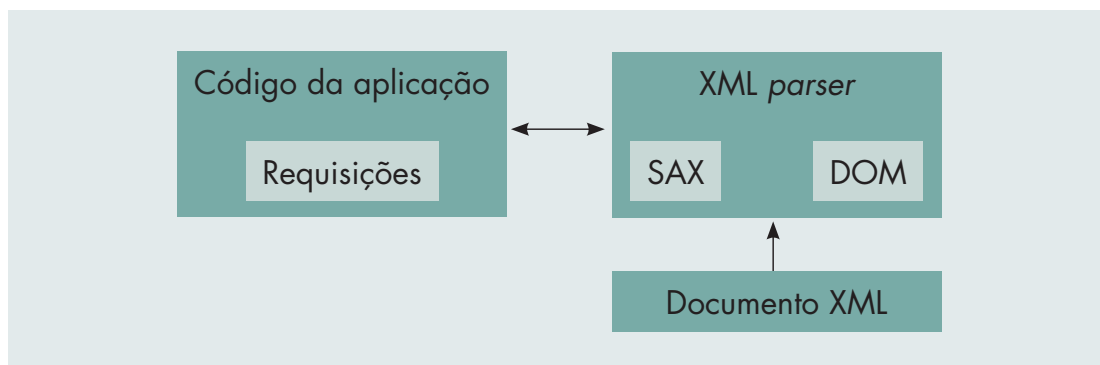 Código da aplicação
Requisições
XML parser
SAX
DOM
Documento XML